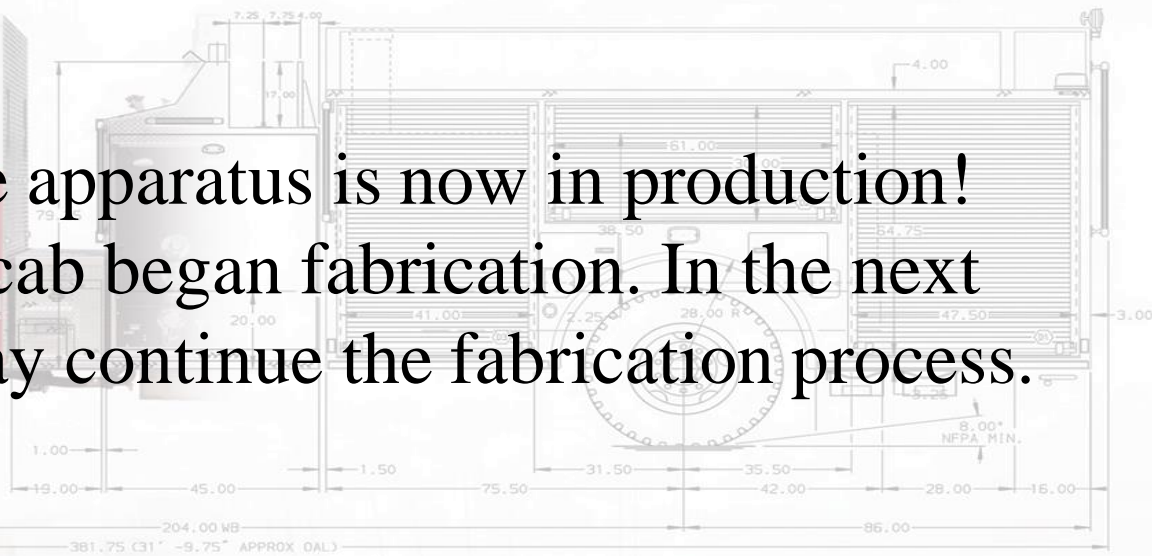 7.25 7.75 4.00
4.00
17.00
61.00
apparatus is now in production!
38.50
64.75
cab began fabrication. In the next
20.00
41.00
2.25
28.00 R
47.50
3.00
continue the fabrication process.
8.00°
NFPA MIN.
1.00
1.50
31.50
35.50
19.00
45.00
75.50
42.00
28.00
16.00
204.00 WB
86.00
381.75 (31' -9.75" APPROX OAL)